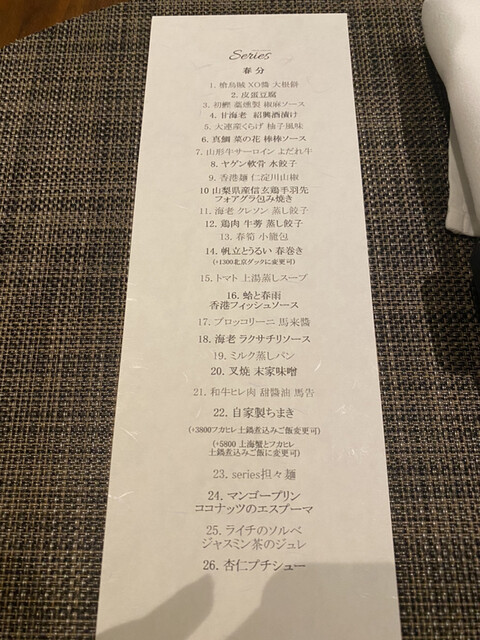 Series
春分
1. 槍烏賊 XO醬 大根餅
2. 皮蛋豆腐
3. 初鰹 藁燻製 椒麻ソース
4. 甘海老 紹興酒漬け
5. 大連産くらげ 柚子風味
6. 真鯛 菜の花 棒棒ソース
7. 山形牛サーロイン よだれ牛
8. ヤゲン軟骨 水餃子
9. 香港麺 仁淀川山椒
10 山梨県産信玄鶏手羽先
フォアグラ包み焼き
11. 海老 クレソン 蒸し餃子
12. 鶏肉 牛蒡 蒸し餃子
13. 春筍 小籠包
14. 帆立とうるい 春巻き
(+1300北京ダックに変更可)
15. トマト 上湯蒸しスープ
16. 蛤と春雨
香港フィッシュソース
17. ブロッコリーニ 馬来醬
18. 海老 ラクサチリソース
19. ミルク蒸しパン
20. 叉焼 末家味噌
21. 和牛ヒレ肉 甜醬油 馬告
22. 自家製ちまき
(+3800フカヒレ土鍋煮込みご飯変更可)
(+5800 上海蟹とフカヒレ
土鍋煮込みご飯に変更可)
23. series担々麺
24. マンゴープリン
ココナッツのエスプーマ
25. ライチのソルベ
ジャスミン茶のジュレ
26. 杏仁プチシュー